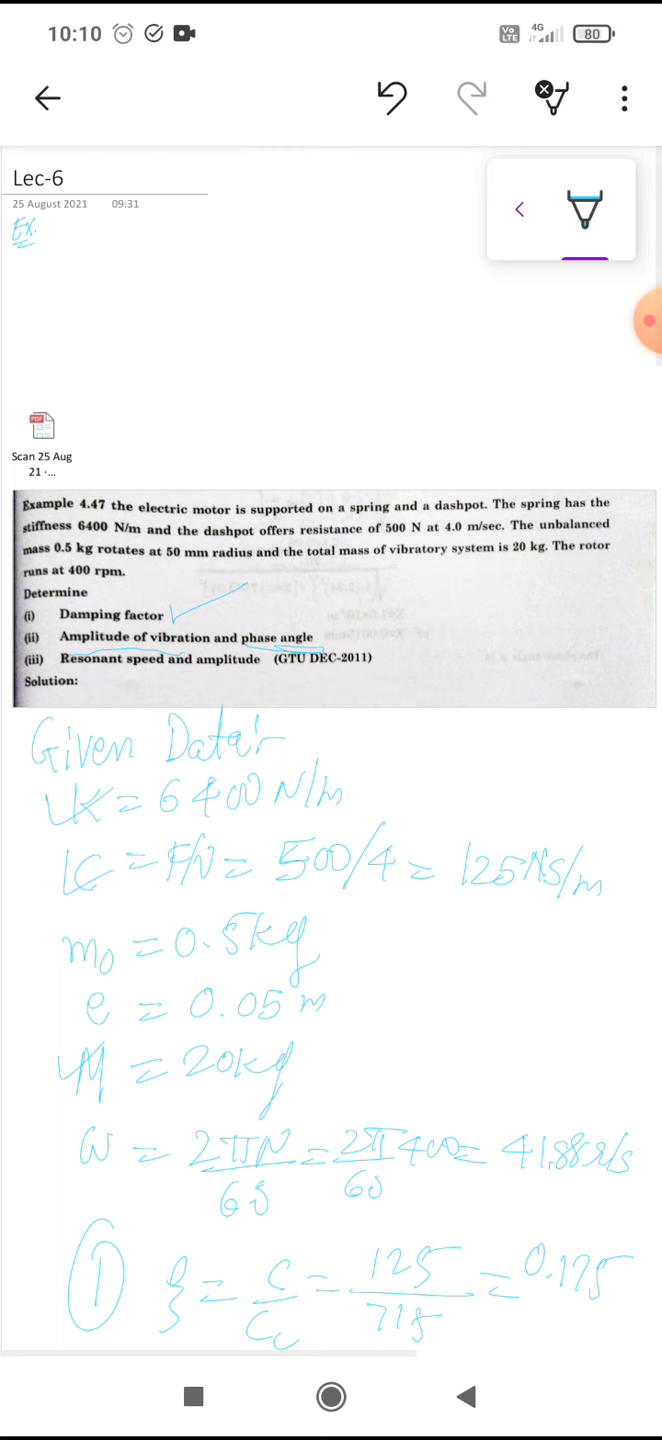 10:10
Vo LTE 4G 80
Lec-6
25 August 2021 09:31
Ex.
PDF
Scan 25 Aug
21 -...
Example 4.47 the electric motor is supported on a spring and a dashpot. The spring has the
stiffness 6400 N/m and the dashpot offers resistance of 500 N at 4.0 m/sec. The unbalanced
mass 0.5 kg rotates at 50 mm radius and the total mass of vibratory system is 20 kg. The rotor
runs at 400 rpm.
Determine
(i) Damping factor
(ii) Amplitude of vibration and phase angle
(iii) Resonant speed and amplitude (GTU DEC-2011)
Solution:
Given Data:-
K = 6400 N/m
C = F/V = 500/4 = 125 NS/m
m₀ = 0.5 kg
e = 0.05 m
M = 20 kg
ω = 2πN/60 = 2π400/60 = 41.88 r/s
① ξ = C/Cc = 125/715 = 0.175